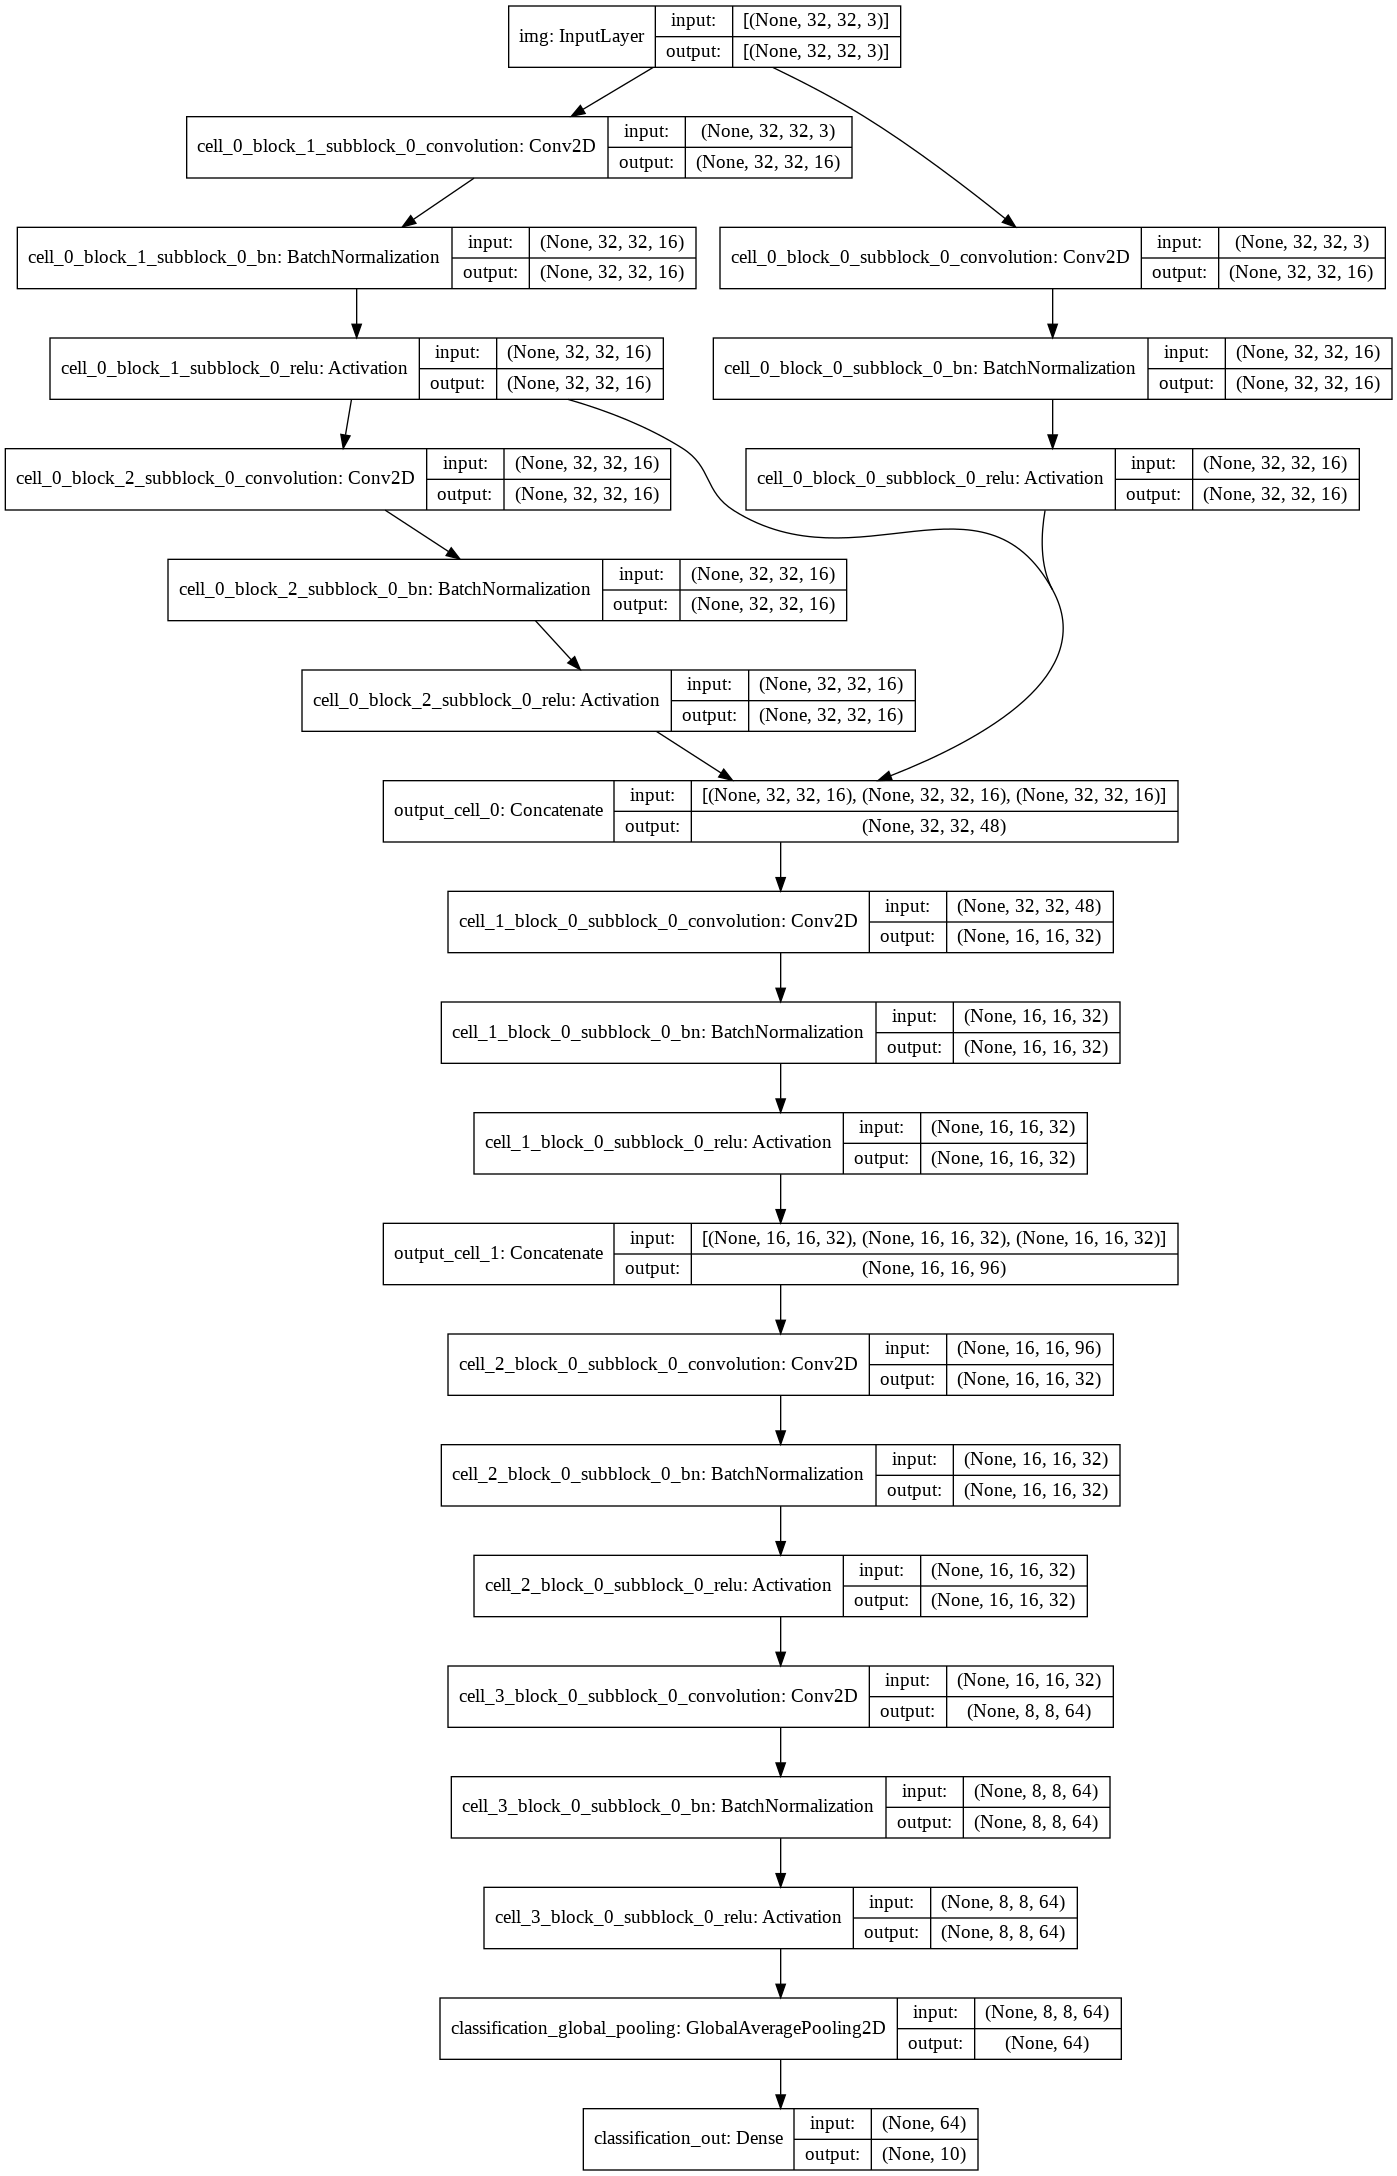 img: InputLayer
input:
[(None, 32, 32, 3)]
output:
[(None, 32, 32, 3)]
cell_0_block_1_subblock_0_convolution: Conv2D
input:
(None, 32, 32, 3)
output:
(None, 32, 32, 16)
cell_0_block_1_subblock_0_bn: BatchNormalization
input:
(None, 32, 32, 16)
output:
(None, 32, 32, 16)
cell_0_block_0_subblock_0_convolution: Conv2D
input:
(None, 32, 32, 3)
output:
(None, 32, 32, 16)
cell_0_block_1_subblock_0_relu: Activation
input:
(None, 32, 32, 16)
output:
(None, 32, 32, 16)
cell_0_block_0_subblock_0_bn: BatchNormalization
input:
(None, 32, 32, 16)
output:
(None, 32, 32, 16)
cell_0_block_2_subblock_0_convolution: Conv2D
input:
(None, 32, 32, 16)
output:
(None, 32, 32, 16)
cell_0_block_0_subblock_0_relu: Activation
input:
(None, 32, 32, 16)
output:
(None, 32, 32, 16)
cell_0_block_2_subblock_0_bn: BatchNormalization
input:
(None, 32, 32, 16)
output:
(None, 32, 32, 16)
cell_0_block_2_subblock_0_relu: Activation
input:
(None, 32, 32, 16)
output:
(None, 32, 32, 16)
output_cell_0: Concatenate
input:
[(None, 32, 32, 16), (None, 32, 32, 16), (None, 32, 32, 16)]
output:
(None, 32, 32, 48)
cell_1_block_0_subblock_0_convolution: Conv2D
input:
(None, 32, 32, 48)
output:
(None, 16, 16, 32)
cell_1_block_0_subblock_0_bn: BatchNormalization
input:
(None, 16, 16, 32)
output:
(None, 16, 16, 32)
cell_1_block_0_subblock_0_relu: Activation
input:
(None, 16, 16, 32)
output:
(None, 16, 16, 32)
output_cell_1: Concatenate
input:
[(None, 16, 16, 32), (None, 16, 16, 32), (None, 16, 16, 32)]
output:
(None, 16, 16, 96)
cell_2_block_0_subblock_0_convolution: Conv2D
input:
(None, 16, 16, 96)
output:
(None, 16, 16, 32)
cell_2_block_0_subblock_0_bn: BatchNormalization
input:
(None, 16, 16, 32)
output:
(None, 16, 16, 32)
cell_2_block_0_subblock_0_relu: Activation
input:
(None, 16, 16, 32)
output:
(None, 16, 16, 32)
cell_3_block_0_subblock_0_convolution: Conv2D
input:
(None, 16, 16, 32)
output:
(None, 8, 8, 64)
cell_3_block_0_subblock_0_bn: BatchNormalization
input:
(None, 8, 8, 64)
output:
(None, 8, 8, 64)
cell_3_block_0_subblock_0_relu: Activation
input:
(None, 8, 8, 64)
output:
(None, 8, 8, 64)
classification_global_pooling: GlobalAveragePooling2D
input:
(None, 8, 8, 64)
output:
(None, 64)
classification_out: Dense
input:
(None, 64)
output:
(None, 10)